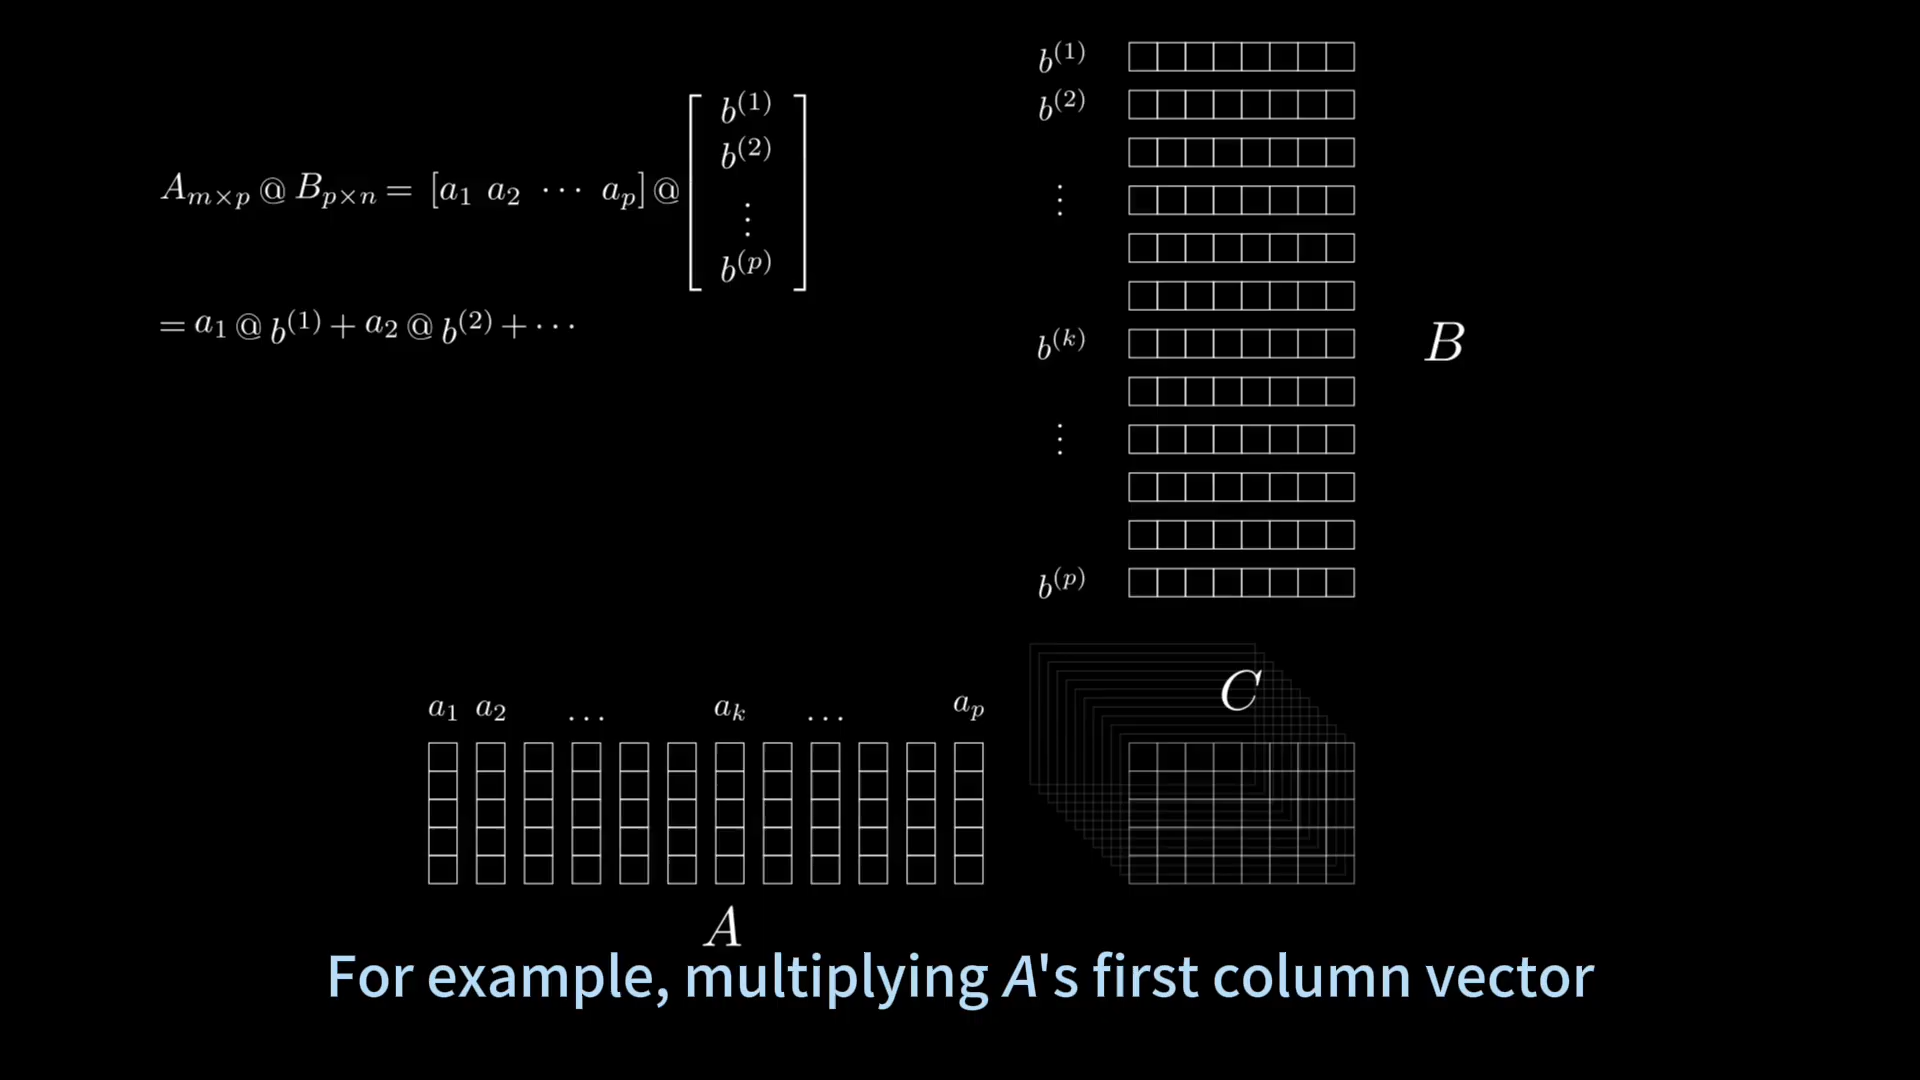 A_{m×p} @ B_{p×n} = [a_1 a_2 ⋯ a_p] @ [b^{(1)} b^{(2)} ⋮ b^{(p)}]
= a_1 @ b^{(1)} + a_2 @ b^{(2)} + ⋯
b^{(1)}
b^{(2)}
⋮
b^{(k)}
⋮
b^{(p)}
B
a_1 a_2 … a_k … a_p
C
A
For example, multiplying A's first column vector